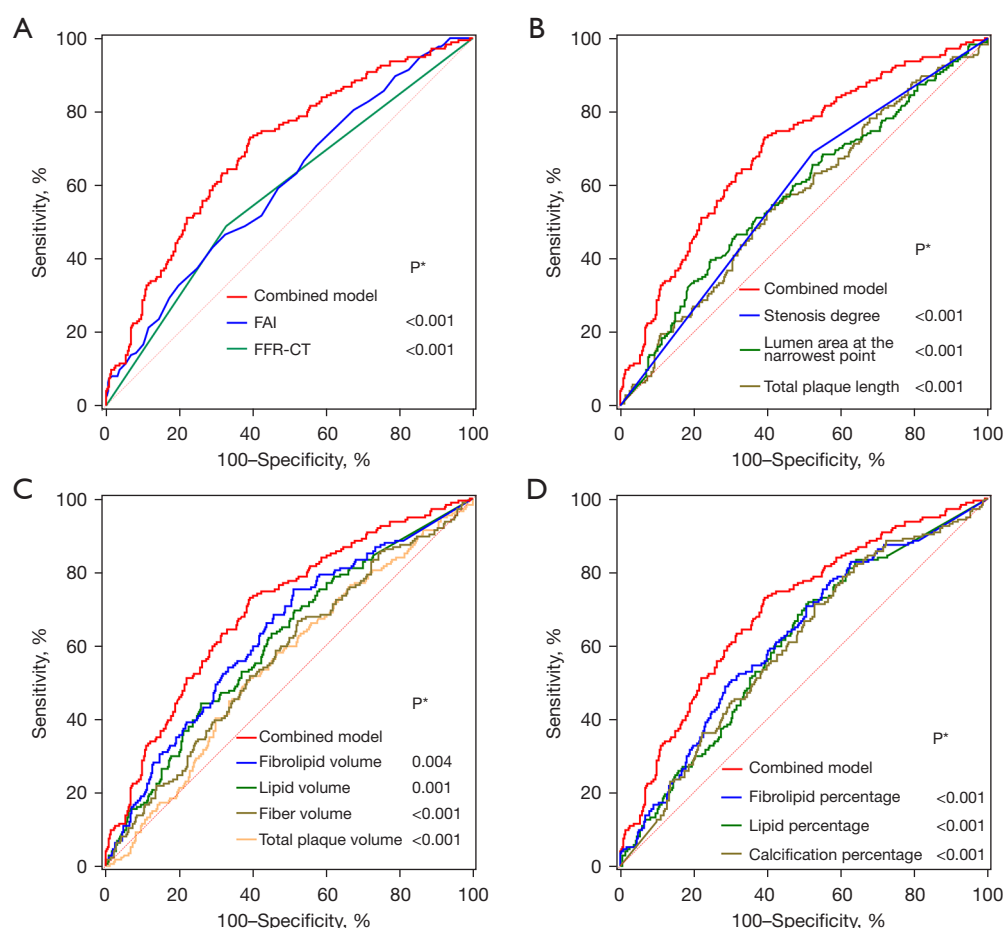 A
100
80
60
40
20
0
Sensitivity, %
P*
Combined model
FAI <0.001
FFR-CT <0.001
0 20 40 60 80 100
100–Specificity, %
B
100
80
60
40
20
0
Sensitivity, %
P*
Combined model
Stenosis degree <0.001
Lumen area at the
narrowest point <0.001
Total plaque length <0.001
0 20 40 60 80 100
100–Specificity, %
C
100
80
60
40
20
0
Sensitivity, %
P*
Combined model
Fibrolipid volume 0.004
Lipid volume 0.001
Fiber volume <0.001
Total plaque volume <0.001
0 20 40 60 80 100
100–Specificity, %
D
100
80
60
40
20
0
Sensitivity, %
P*
Combined model
Fibrolipid percentage <0.001
Lipid percentage <0.001
Calcification percentage <0.001
0 20 40 60 80 100
100–Specificity, %